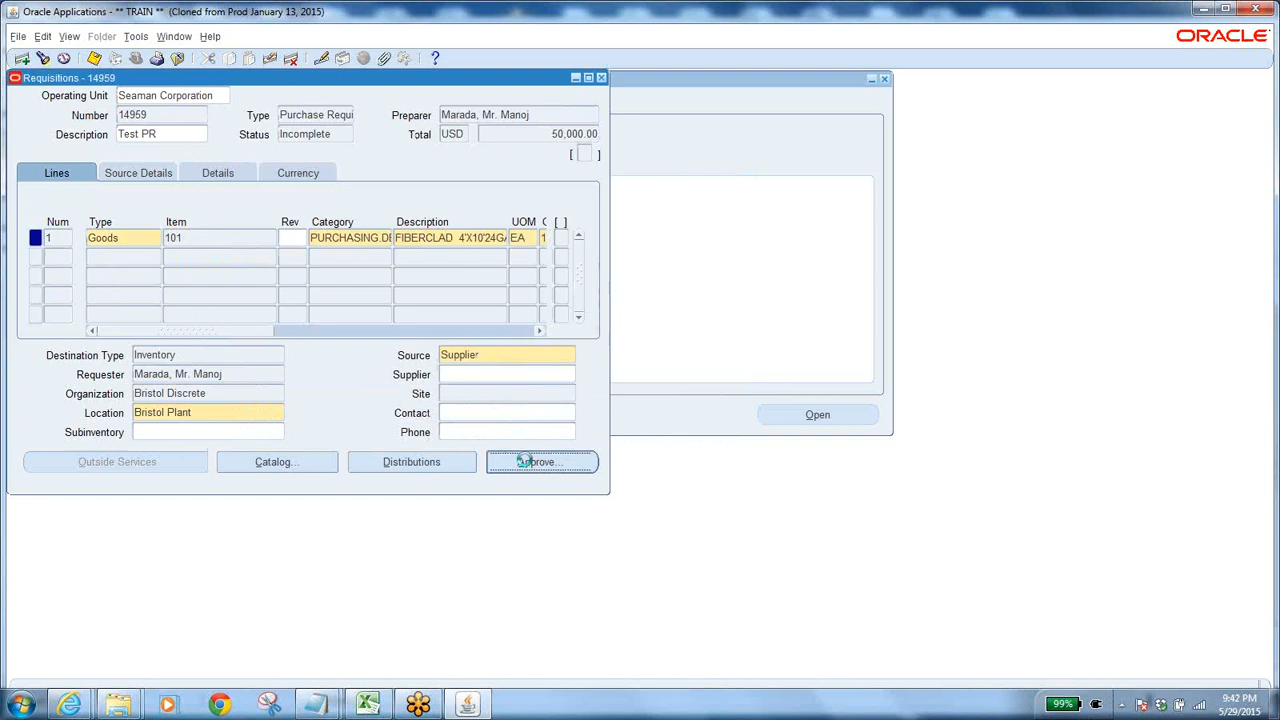 Oracle Applications - ** TRAIN ** (Cloned from Prod January 13, 2015)
File Edit View Folder Tools Window Help
ORACLE
Requisitions - 14959
Operating Unit Seaman Corporation
Number 14959 Type Purchase Requi Preparer Marada, Mr. Manoj
Description Test PR Status Incomplete Total USD 50,000.00
[ ]
Lines Source Details Details Currency
Num Type Item Rev Category Description UOM [ ]
1 Goods 101 PURCHASING.DE FIBERCLAD 4'X10'24GA EA 1
Destination Type Inventory Source Supplier
Requester Marada, Mr. Manoj Supplier
Organization Bristol Discrete Site
Location Bristol Plant Contact
Subinventory Phone
Outside Services Catalog... Distributions Approve...
Open
99% 9:42 PM
5/29/2015